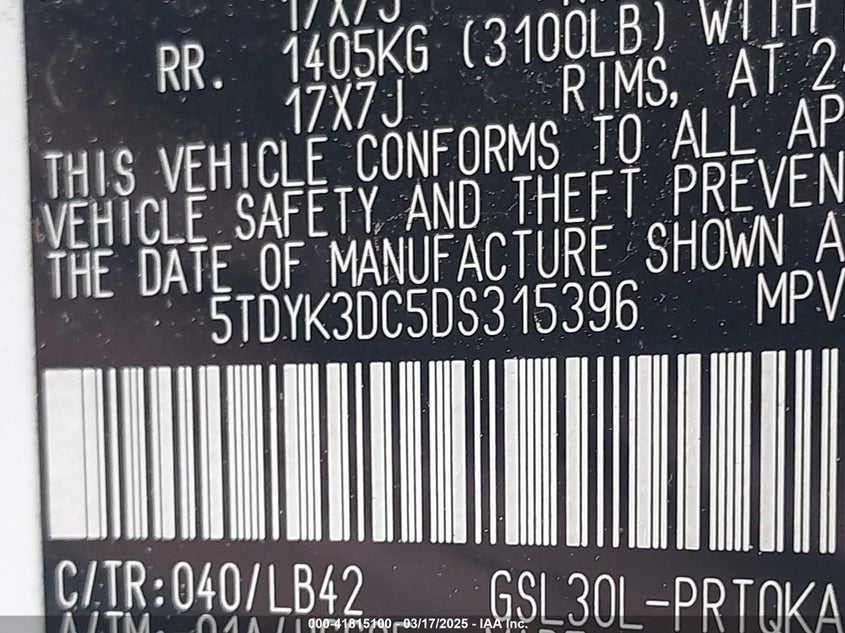 17X7J
RR. 1405KG (3100LB) WITH
17X7J RIMS, AT 2
THIS VEHICLE CONFORMS TO ALL AP
VEHICLE SAFETY AND THEFT PREVEN
THE DATE OF MANUFACTURE SHOWN A
5TDYK3DC5DS315396 MPV
C/TR:040/LB42 GSL30L-PRTQKA
000-41815100 - 03/17/2025 - IAA Inc.